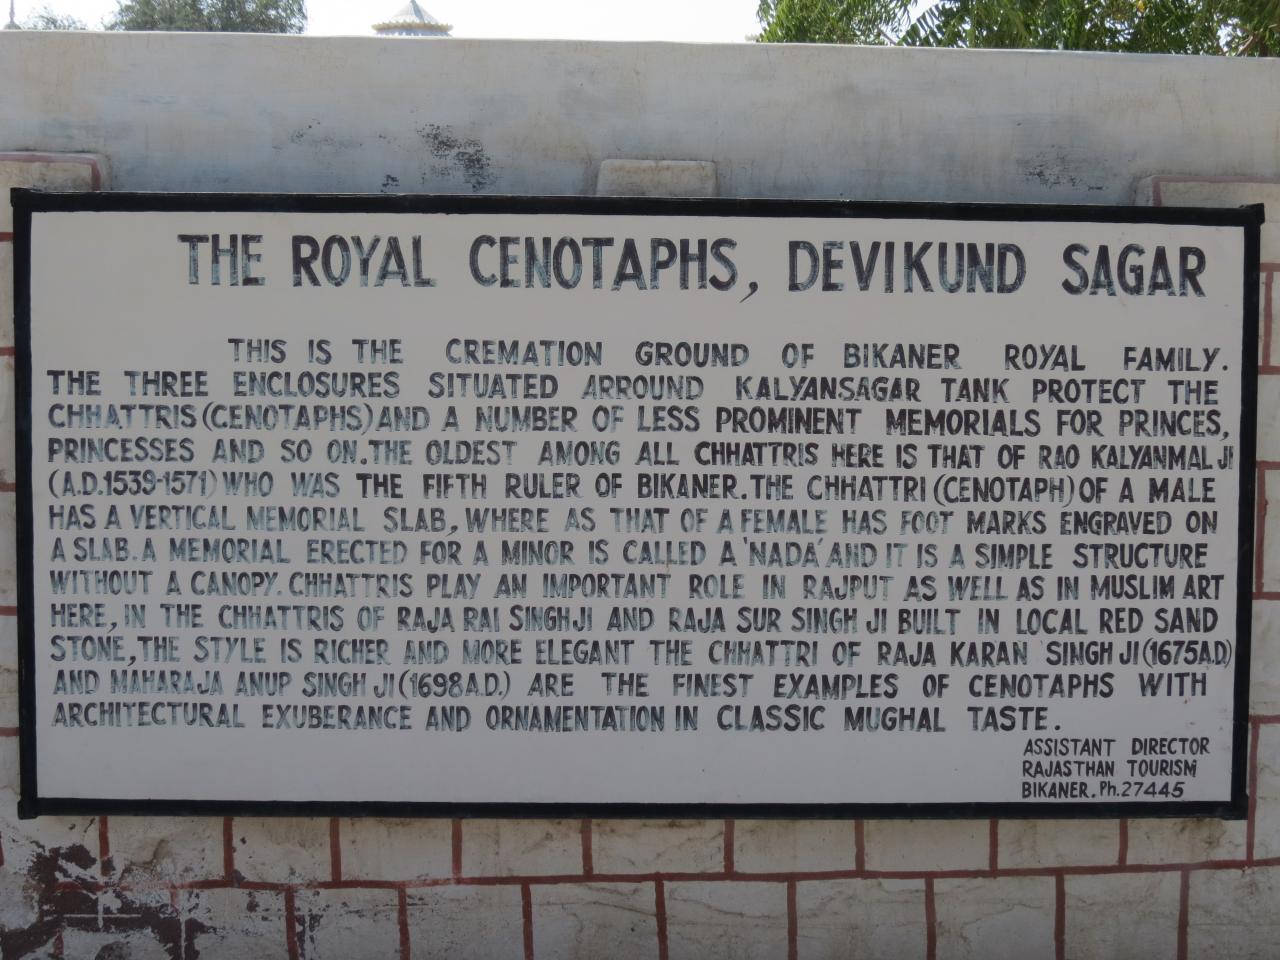 THE ROYAL CENOTAPHS, DEVIKUND SAGAR
THIS IS THE CREMATION GROUND OF BIKANER ROYAL FAMILY.
THE THREE ENCLOSURES SITUATED ARROUND KALYANSAGAR TANK PROTECT THE
CHHATTRIS (CENOTAPHS) AND A NUMBER OF LESS PROMINENT MEMORIALS FOR PRINCES,
PRINCESSES AND SO ON. THE OLDEST AMONG ALL CHHATTRIS HERE IS THAT OF RAO KALYANMAL JI
(A.D.1539-1571) WHO WAS THE FIFTH RULER OF BIKANER. THE CHHATTRI (CENOTAPH) OF A MALE
HAS A VERTICAL MEMORIAL SLAB, WHERE AS THAT OF A FEMALE HAS FOOT MARKS ENGRAVED ON
A SLAB. A MEMORIAL ERECTED FOR A MINOR IS CALLED A 'NADA' AND IT IS A SIMPLE STRUCTURE
WITHOUT A CANOPY. CHHATTRIS PLAY AN IMPORTANT ROLE IN RAJPUT AS WELL AS IN MUSLIM ART
HERE, IN THE CHHATTRIS OF RAJA RAI SINGH JI AND RAJA SUR SINGH JI BUILT IN LOCAL RED SAND
STONE, THE STYLE IS RICHER AND MORE ELEGANT THE CHHATTRI OF RAJA KARAN SINGH JI (1675A.D)
AND MAHARAJA ANUP SINGH JI (1698A.D.) ARE THE FINEST EXAMPLES OF CENOTAPHS WITH
ARCHITECTURAL EXUBERANCE AND ORNAMENTATION IN CLASSIC MUGHAL TASTE.
ASSISTANT DIRECTOR
RAJASTHAN TOURISM
BIKANER. Ph.27445